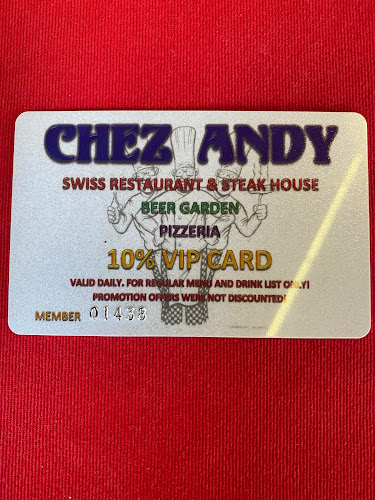 CHEZ ANDY
SWISS RESTAURANT & STEAK HOUSE
BEER GARDEN
PIZZERIA
10% VIP CARD
VALID DAILY. FOR REGULAR MENU AND DRINK LIST ONLY!
PROMOTION OFFERS WERE NOT DISCOUNTED!
MEMBER 01438